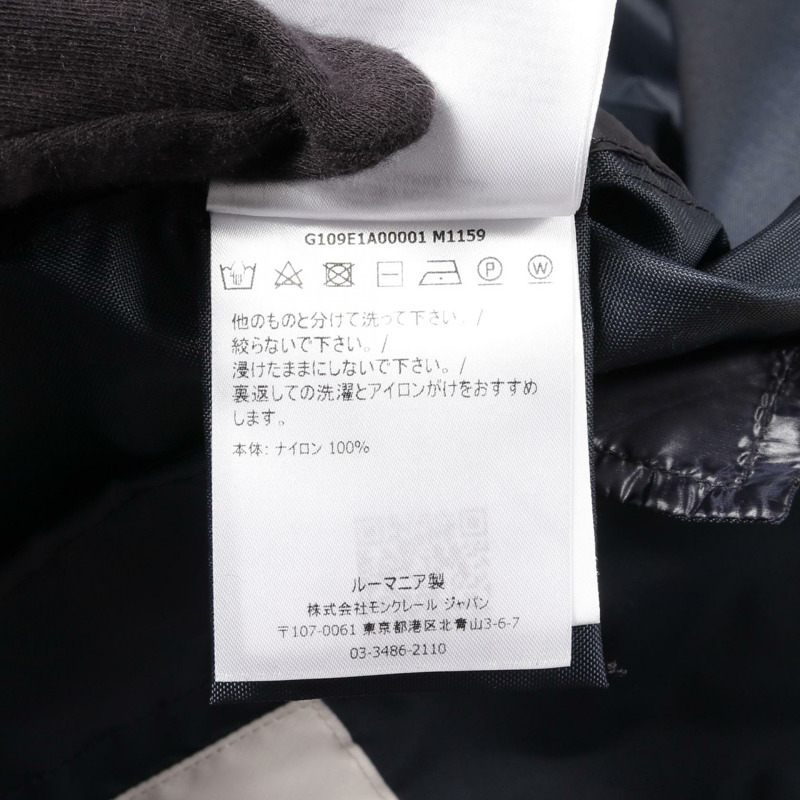 G109E1A00001 M1159
P
W
他のものと分けて洗って下さい。/
絞らないで下さい。/
浸けたままにしないで下さい。/
裏返しての洗濯とアイロンがけをおすすめ
します。
本体: ナイロン 100%
ルーマニア製
株式会社モンクレール ジャパン
〒107-0061 東京都港区北青山3-6-7
03-3486-2110